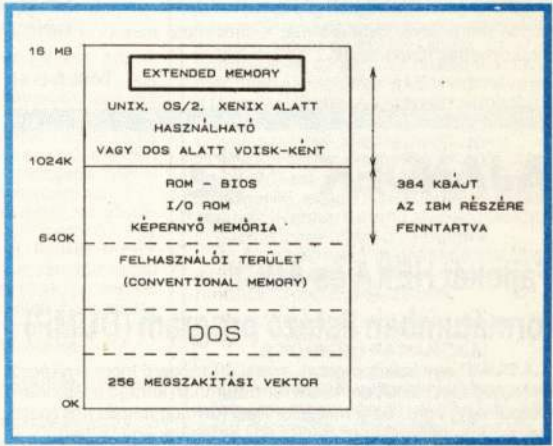 16 MB
EXTENDED MEMORY
UNIX, OS/2, XENIX ALATT
HASZNÁLHATÓ
VAGY DOS ALATT VDISK-KÉNT
1024K
ROM - BIOS
I/O ROM
KÉPERNYŐ MEMÓRIA
384 KBÁJT
AZ IBM RÉSZÉRE
FENNTARTVA
640K
FELHASZNÁLÓI TERÜLET
(CONVENTIONAL MEMORY)
DOS
256 MEGSZAKÍTÁSI VEKTOR
0K